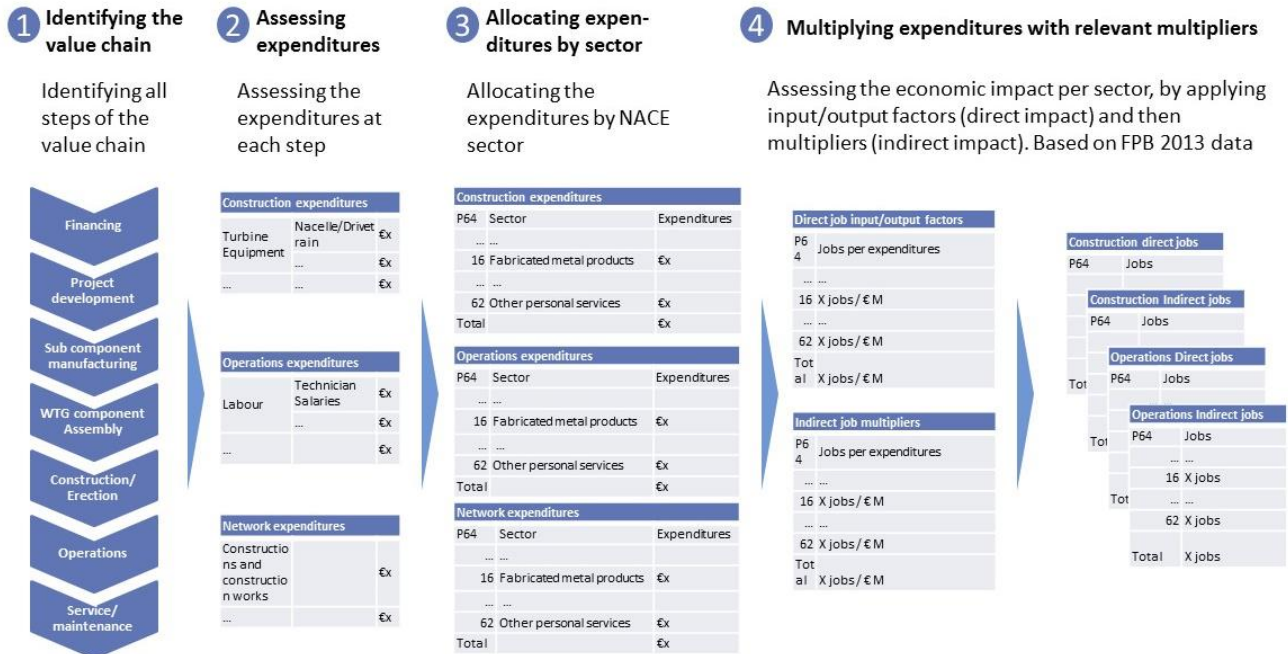 1 Identifying the
value chain
Identifying all
steps of the
value chain
Financing
Project
development
Sub component
manufacturing
WTG component
Assembly
Construction/
Erection
Operations
Service/
maintenance
2 Assessing
expenditures
Assessing the
expenditures at
each step
Construction expenditures
Turbine
Equipment
Nacelle/Drivet
rain
€x
... €x
... ... €x
Operations expenditures
Labour
Technician
Salaries
€x
... €x
... €x
Network expenditures
Constructio
ns and
constructio
n works
€x
... €x
3 Allocating expen-
ditures by sector
Allocating the
expenditures by NACE
sector
Construction expenditures
P64 Sector Expenditures
... ...
16 Fabricated metal products €x
... ...
62 Other personal services €x
Total €x
Operations expenditures
P64 Sector Expenditures
... ...
16 Fabricated metal products €x
... ...
62 Other personal services €x
Total €x
Network expenditures
P64 Sector Expenditures
... ...
16 Fabricated metal products €x
... ...
62 Other personal services €x
Total €x
4 Multiplying expenditures with relevant multipliers
Assessing the economic impact per sector, by applying
input/output factors (direct impact) and then
multipliers (indirect impact). Based on FPB 2013 data
Direct job input/output factors
P6
4 Jobs per expenditures
... ...
16 X jobs / € M
... ...
62 X jobs / € M
Tot
al X jobs / € M
Indirect job multipliers
P6
4 Jobs per expenditures
... ...
16 X jobs / € M
... ...
62 X jobs / € M
Tot
al X jobs / € M
Construction direct jobs
P64 Jobs
Tot
Construction Indirect jobs
P64 Jobs
Tot
Operations Direct jobs
P64 Jobs
Tot
Operations Indirect jobs
P64 Jobs
... ...
16 X jobs
... ...
62 X jobs
Total X jobs